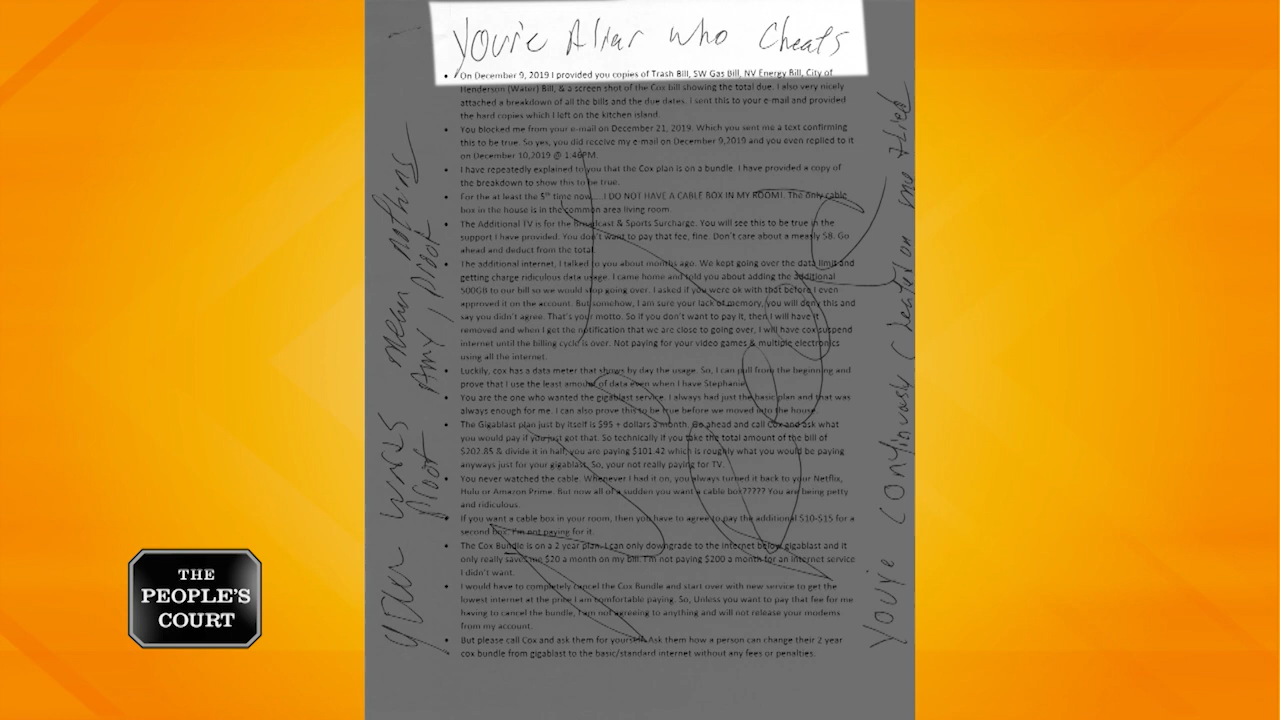 you're A liar who Cheats
• On December 9, 2019 I provided you copies of Trash Bill, SW Gas Bill, NV Energy Bill, City of
Henderson (Water) Bill, & a screen shot of the Cox bill showing the total due. I also very nicely
attached a breakdown of all the bills and the due dates. I sent this to your e-mail and provided
the hard copies which I left on the kitchen island.
• You blocked me from your e-mail on December 21, 2019. Which you sent me a text confirming
this to be true. So yes, you did receive my e-mail on December 9,2019 and you even replied to it
on December 10,2019 @ 1:46PM.
• I have repeatedly explained to you that the Cox plan is on a bundle. I have provided a copy of
the breakdown to show this to be true.
• For the at least the 5th time now.....I DO NOT HAVE A CABLE BOX IN MY ROOM!. The only cable
box in the house is in the common area living room.
• The Additional TV is for the Broadcast & Sports Surcharge. You will see this to be true in the
support I have provided. You don't want to pay that fee, fine. Don't care about a measly $8. Go
ahead and deduct from the total.
• The additional internet, I talked to you about months ago. We kept going over the data limit and
getting charge ridiculous data usage. I came home and told you about adding the additional
500GB to our bill so we would stop going over. I asked if you were ok with that before I even
approved it on the account. But somehow, I am sure your lack of memory, you will deny this and
say you didn't agree. That's your motto. So if you don't want to pay it, then I will have it
removed and when I get the notification that we are close to going over, I will have cox suspend
internet until the billing cycle is over. Not paying for your video games & multiple electronics
using all the internet.
• Luckily, cox has a data meter that shows by day the usage. So, I can pull from the beginning and
prove that I use the least amount of data even when I have Stephanie.
• You are the one who wanted the gigablast service. I always had just the basic plan and that was
always enough for me. I can also prove this to be true before we moved into the house.
• The Gigablast plan just by itself is $95 + dollars a month. Go ahead and call Cox and ask what
you would pay if you just got that. So technically if you take the total amount of the bill of
$202.85 & divide it in half, you are paying $101.42 which is roughly what you would be paying
anyways just for your gigablast. So, your not really paying for TV.
• You never watched the cable. Whenever I had it on, you always turned it back to your Netflix,
Hulu or Amazon Prime. But now all of a sudden you want a cable box????? You are being petty
and ridiculous.
• If you want a cable box in your room, then you have to agree to pay the additional $10-$15 for a
second box. I'm not paying for it.
• The Cox Bundle is on a 2 year plan. I can only downgrade to the internet below gigablast and it
only really saves me $20 a month on my bill. I'm not paying $200 a month for an internet service
I didn't want.
• I would have to completely cancel the Cox Bundle and start over with new service to get the
lowest internet at the price I am comfortable paying. So, Unless you want to pay that fee for me
having to cancel the bundle, I am not agreeing to anything and will not release your modems
from my account.
• But please call Cox and ask them for yourself. Ask them how a person can change their 2 year
cox bundle from gigablast to the basic/standard internet without any fees or penalties.
your words mean nothing
Proof Amy, proof
you've Cheated on me
THE
PEOPLE'S
COURT